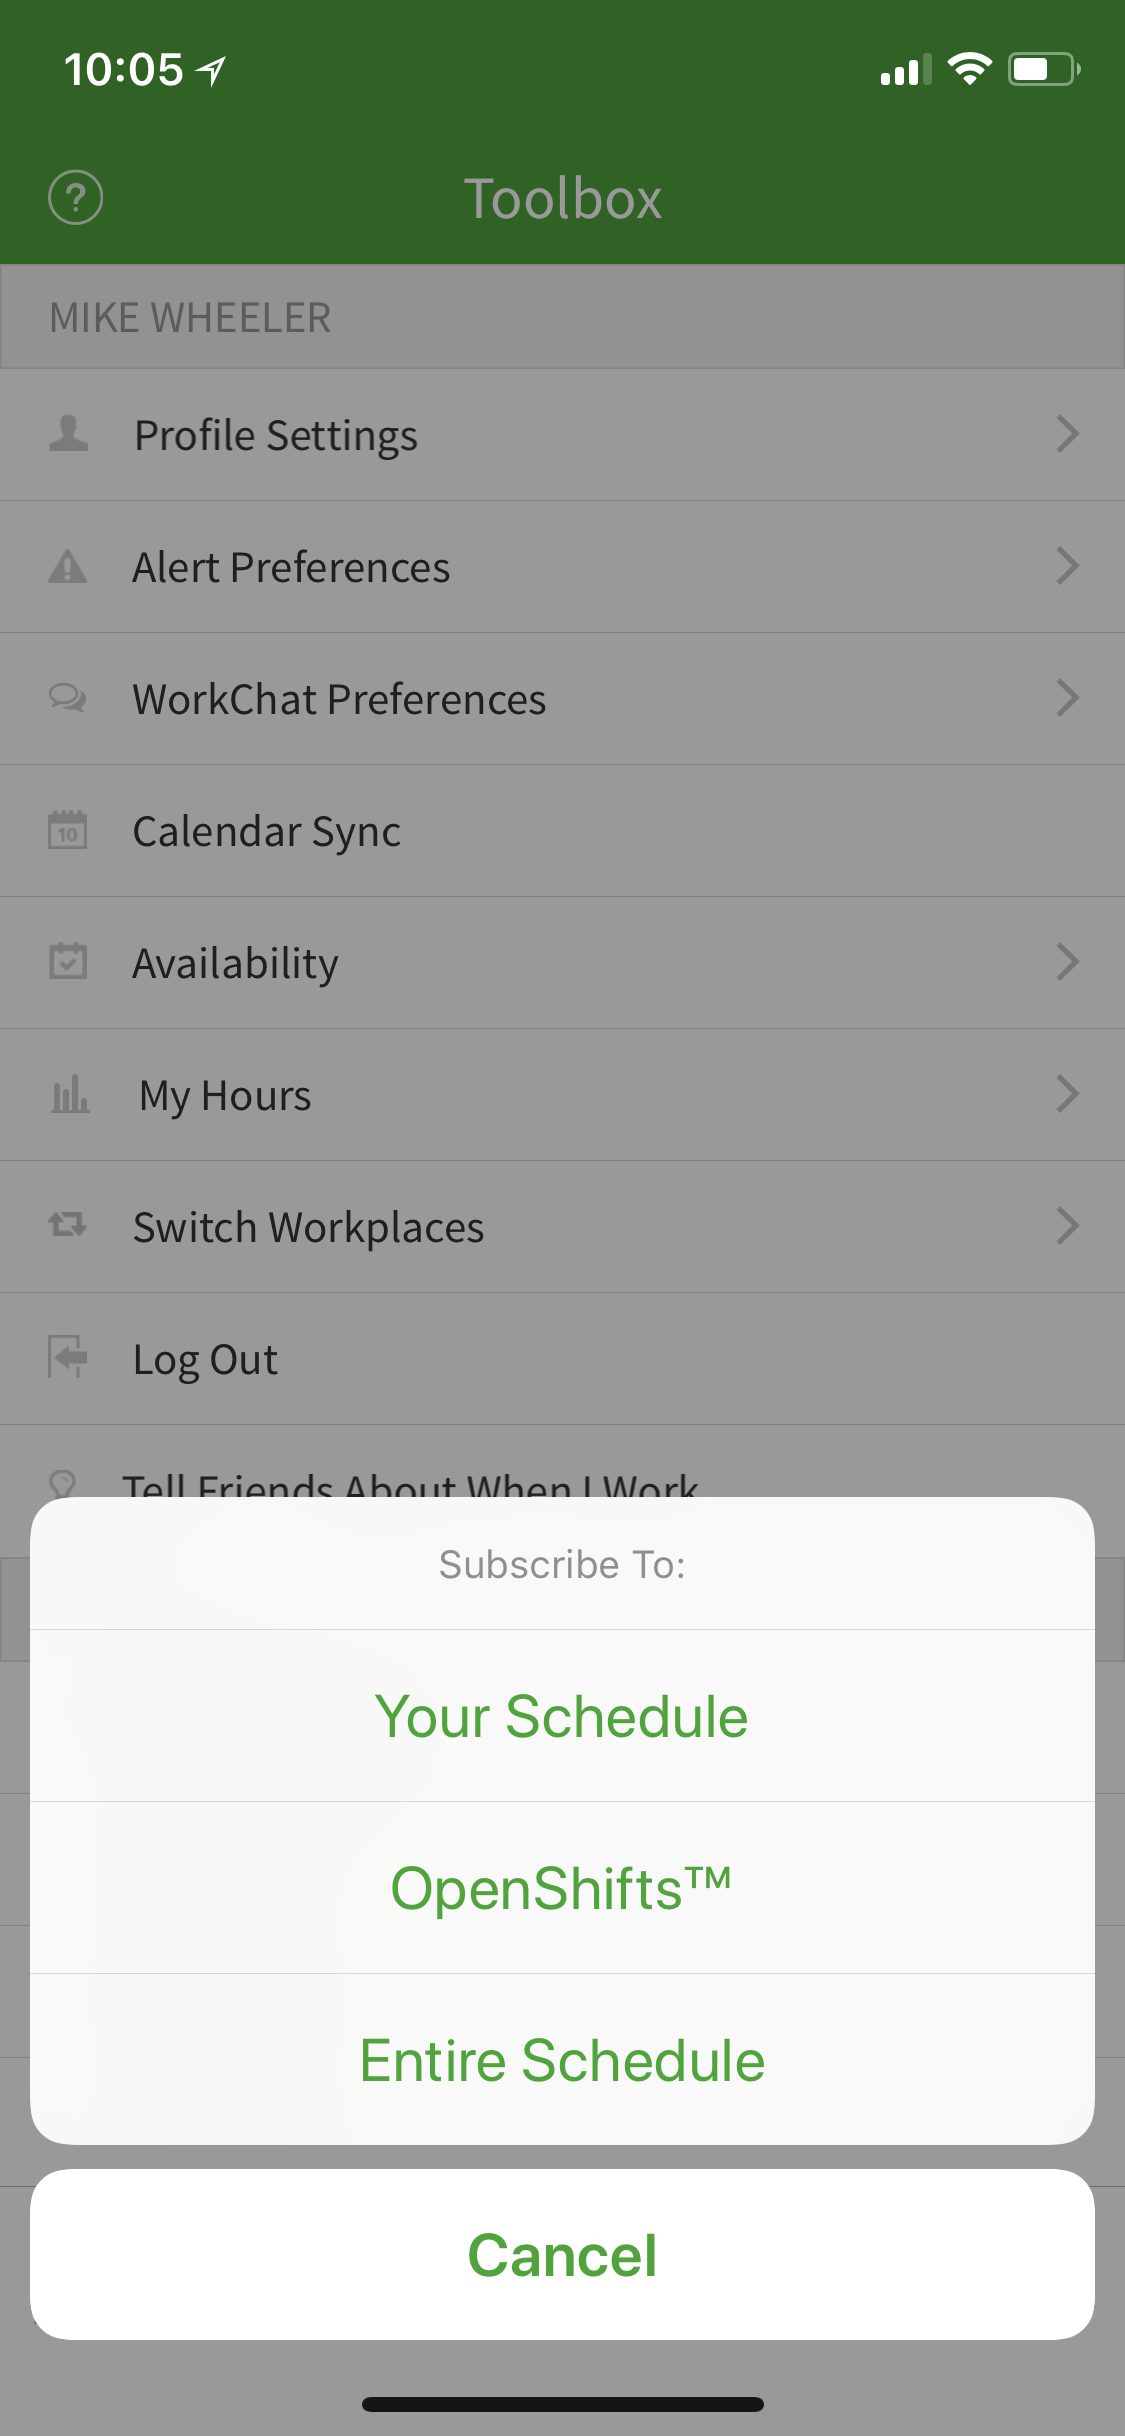 10:05
?
Toolbox
MIKE WHEELER
Profile Settings
Alert Preferences
WorkChat Preferences
10
Calendar Sync
Availability
My Hours
Switch Workplaces
Log Out
Tell Friends About When I Work
Subscribe To:
Your Schedule
OpenShifts™
Entire Schedule
Cancel